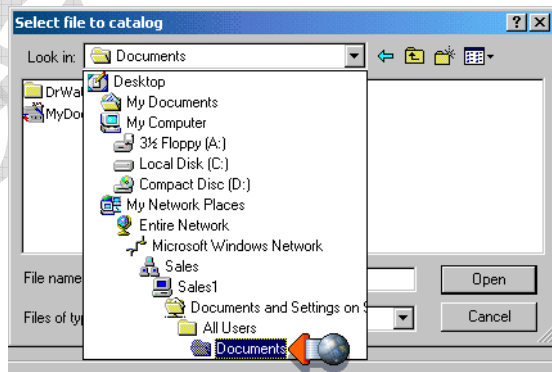 Select file to catalog
Look in: Documents
Desktop
DrWa
My Documents
MyDo
My Computer
3½ Floppy (A:)
Local Disk (C:)
Compact Disc (D:)
My Network Places
Entire Network
Microsoft Windows Network
Sales
File name
Open
Sales1
Documents and Settings on S
Files of ty
Cancel
All Users
Documents